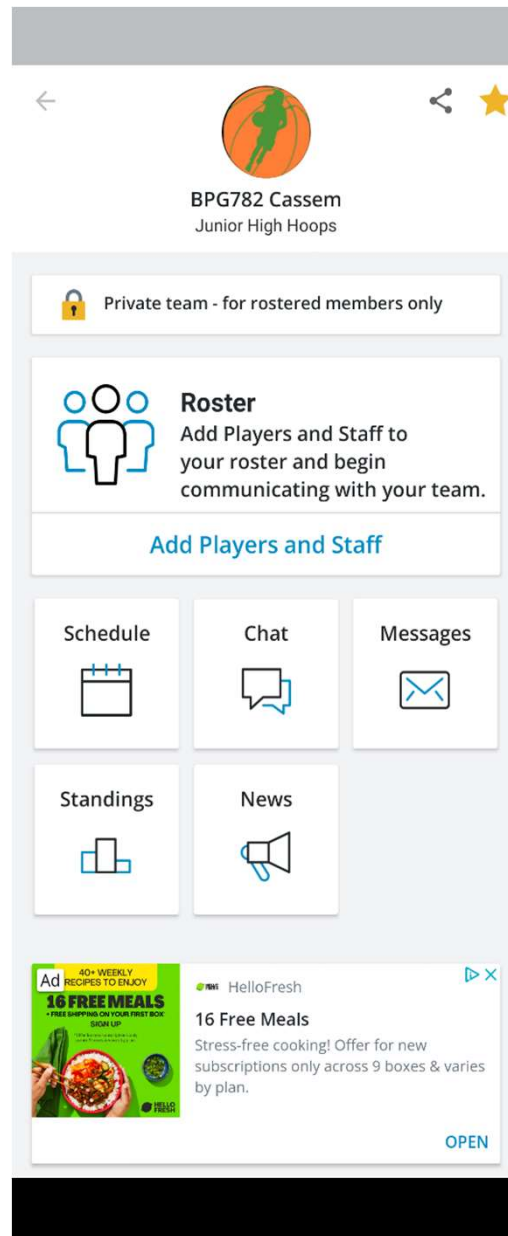 BPG782 Cassem
Junior High Hoops
Private team - for rostered members only
Roster
Add Players and Staff to
your roster and begin
communicating with your team.
Add Players and Staff
Schedule
Chat
Messages
Standings
News
Ad
40+ WEEKLY
RECIPES TO ENJOY
16 FREE MEALS
+ FREE SHIPPING ON YOUR FIRST BOX
SIGN UP
HELLO
FRESH
HelloFresh
16 Free Meals
Stress-free cooking! Offer for new
subscriptions only across 9 boxes & varies
by plan.
OPEN